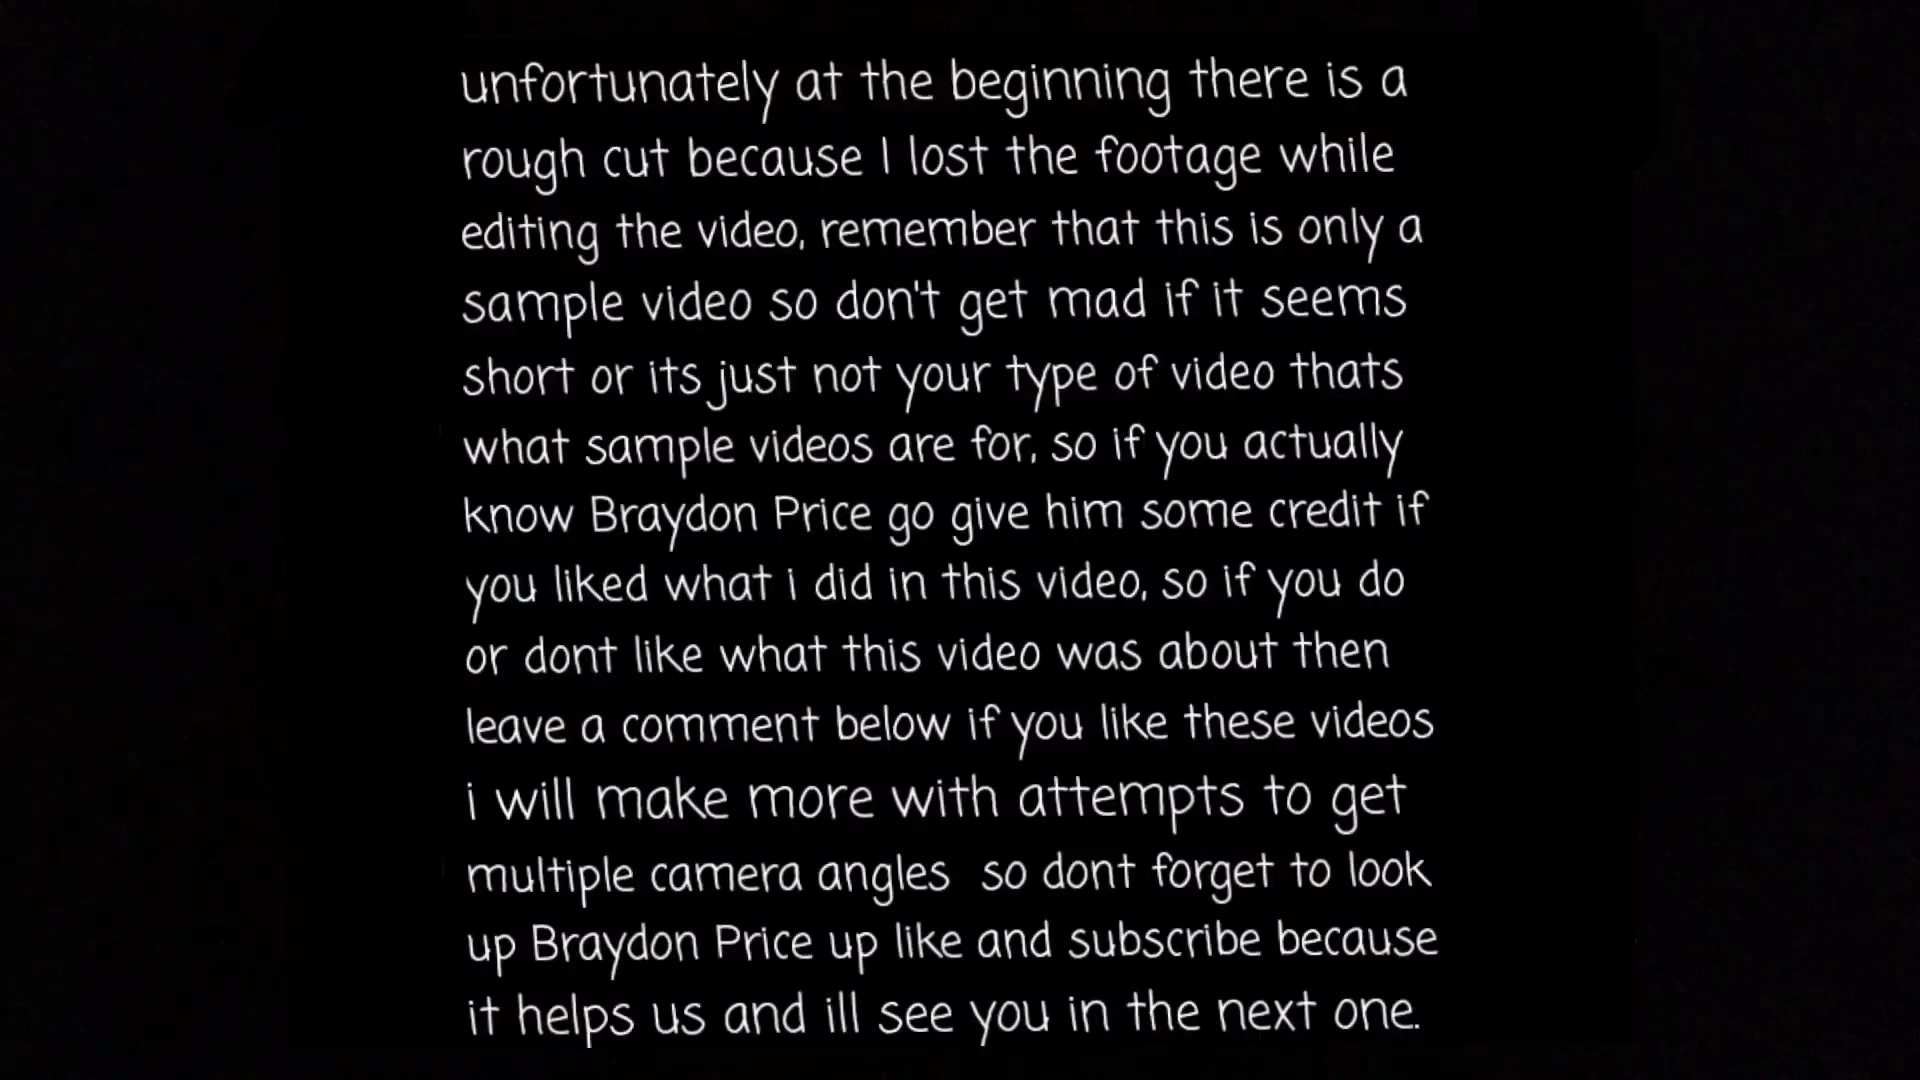 unfortunately at the beginning there is a
rough cut because I lost the footage while
editing the video, remember that this is only a
sample video so don't get mad if it seems
short or its just not your type of video thats
what sample videos are for, so if you actually
know Braydon Price go give him some credit if
you liked what i did in this video, so if you do
or dont like what this video was about then
leave a comment below if you like these videos
i will make more with attempts to get
multiple camera angles  so dont forget to look
up Braydon Price up like and subscribe because
it helps us and ill see you in the next one.